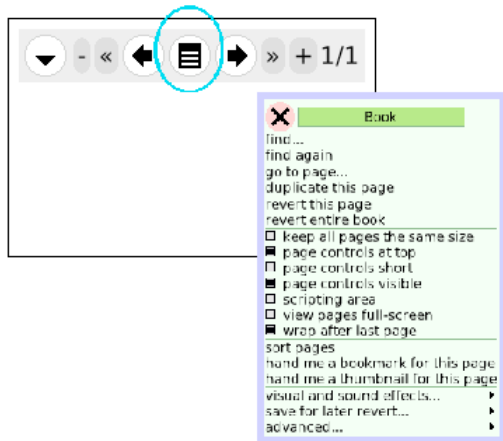 - « » + 1/1
Book
find...
find again
go to page...
duplicate this page
revert this page
revert entire book
keep all pages the same size
page controls at top
page controls short
page controls visible
scripting area
view pages full-screen
wrap after last page
sort pages
hand me a bookmark for this page
hand me a thumbnail for this page
visual and sound effects...
save for later revert...
advanced...